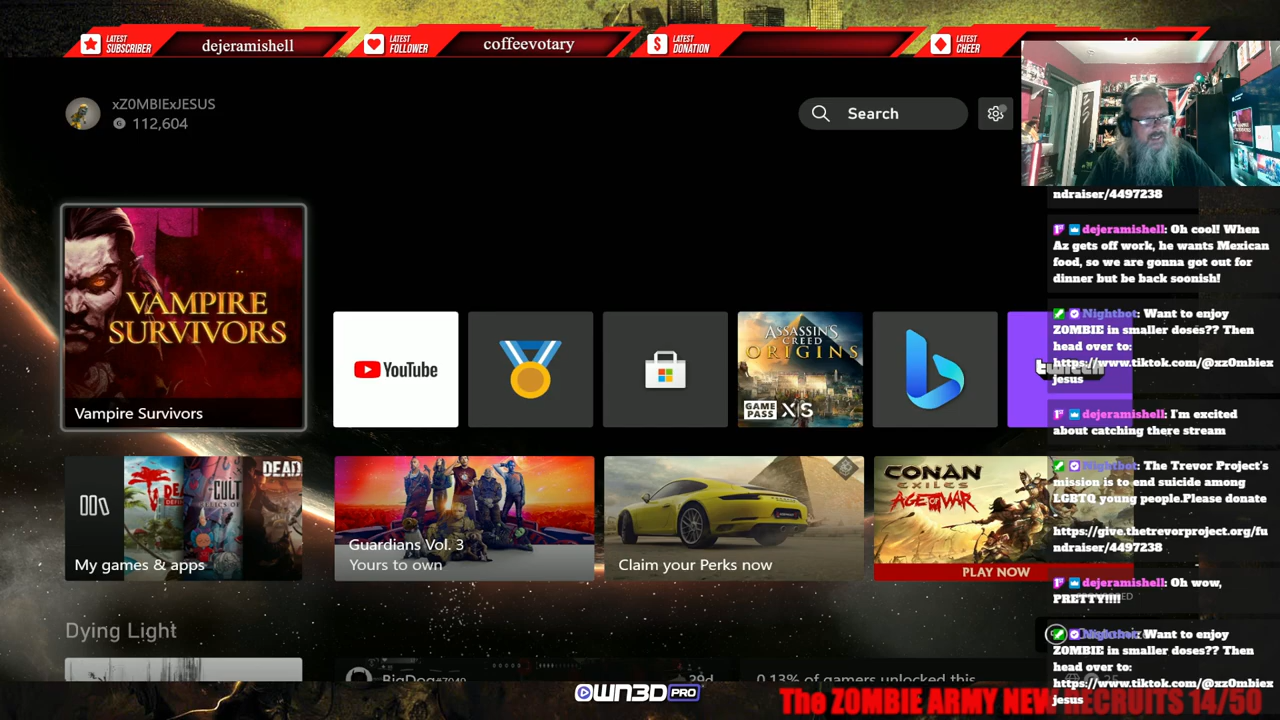 LATEST SUBSCRIBER
dejeramishell
LATEST FOLLOWER
coffeevotary
LATEST DONATION
LATEST CHEER
xZ0MBIExJESUS
G 112,604
Search
VAMPIRE
SURVIVORS
Vampire Survivors
YouTube
ASSASSIN'S
CREED
ORIGINS
GAME
PASS
X|S
twitch
My games & apps
DEAD
Guardians Vol. 3
Yours to own
Claim your Perks now
CONAN
EXILES
AGE OF WAR
PLAY NOW
Dying Light
BigDog#7040
0.13% of gamers unlocked this
OWN3D PRO
The ZOMBIE ARMY NEW RECRUITS 14/50
ndraiser/4497238
dejeramishell: Oh cool! When
Az gets off work, he wants Mexican
food, so we are gonna got out for
dinner but be back soonish!
Nightbot: Want to enjoy
ZOMBIE in smaller doses?? Then
head over to:
https://www.tiktok.com/@xz0mbiex
jesus
dejeramishell: I'm excited
about catching there stream
Nightbot: The Trevor Project's
mission is to end suicide among
LGBTQ young people.Please donate
https://give.thetrevorproject.org/fu
ndraiser/4497238
dejeramishell: Oh wow,
PRETTY!!!!
Nightbot: Want to enjoy
ZOMBIE in smaller doses?? Then
head over to:
https://www.tiktok.com/@xz0mbiex
jesus